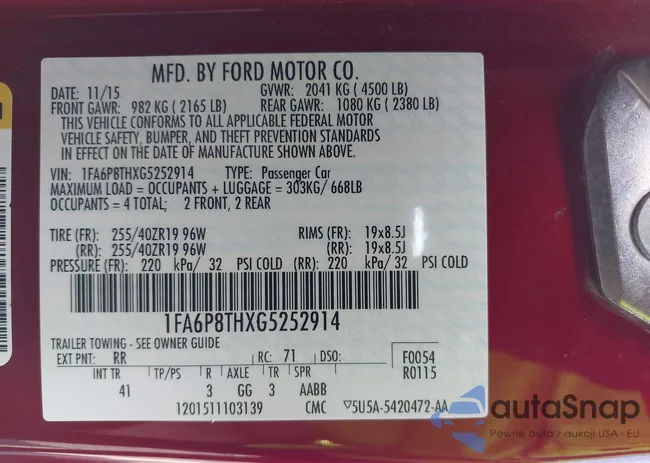 MFD. BY FORD MOTOR CO.
DATE: 11/15 GVWR: 2041 KG ( 4500 LB)
FRONT GAWR: 982 KG ( 2165 LB) REAR GAWR: 1080 KG ( 2380 LB)
THIS VEHICLE CONFORMS TO ALL APPLICABLE FEDERAL MOTOR
VEHICLE SAFETY, BUMPER, AND THEFT PREVENTION STANDARDS
IN EFFECT ON THE DATE OF MANUFACTURE SHOWN ABOVE.
VIN: 1FA6P8THXG5252914 TYPE: Passenger Car
MAXIMUM LOAD = OCCUPANTS + LUGGAGE = 303KG/ 668LB
OCCUPANTS = 4 TOTAL; 2 FRONT, 2 REAR
TIRE (FR): 255/40ZR19 96W RIMS (FR): 19x8.5J
(RR): 255/40ZR19 96W (RR): 19x8.5J
PRESSURE (FR): 220 kPa/ 32 PSI COLD (RR): 220 kPa/ 32 PSI COLD
1FA6P8THXG5252914
TRAILER TOWING - SEE OWNER GUIDE
EXT PNT: RR RC: 71 DSO: F0054
R0115
INT TR TP/PS R AXLE TR SPR
41 3 GG 3 AABB
1201511103139 CMC ▽5U5A-5420472-AA
autaSnap
Pewne auta z aukcji USA i EU